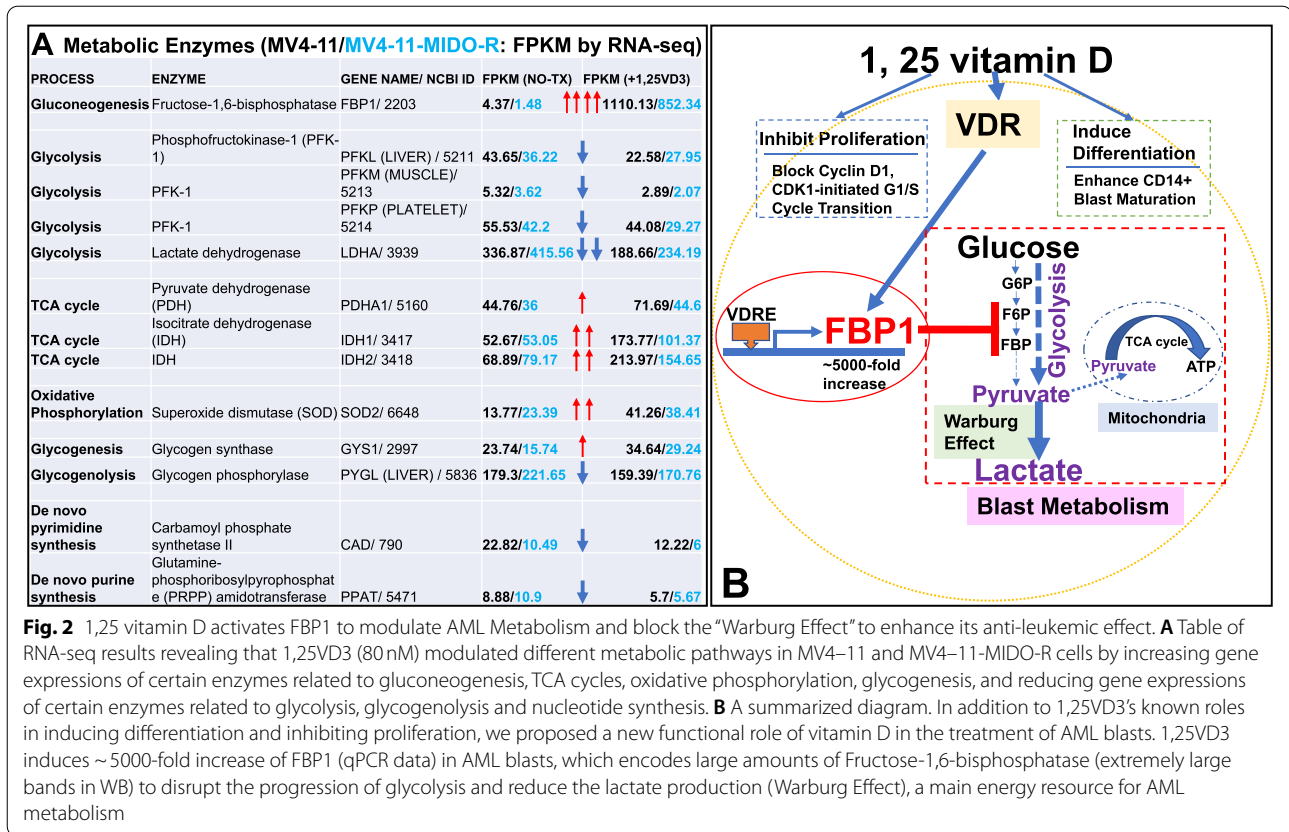 A Metabolic Enzymes (MV4-11/MV4-11-MIDO-R: FPKM by RNA-seq)
PROCESS ENZYME GENE NAME/ NCBI ID FPKM (NO-TX) FPKM (+1,25VD3)
Gluconeogenesis Fructose-1,6-bisphosphatase FBP1/ 2203 4.37/1.48 1110.13/852.34
Phosphofructokinase-1 (PFK-
Glycolysis 1) PFKL (LIVER) / 5211 43.65/36.22 22.58/27.95
PFKM (MUSCLE)/
Glycolysis PFK-1 5213 5.32/3.62 2.89/2.07
PFKP (PLATELET)/
Glycolysis PFK-1 5214 55.53/42.2 44.08/29.27
Glycolysis Lactate dehydrogenase LDHA/ 3939 336.87/415.56 188.66/234.19
Pyruvate dehydrogenase
TCA cycle (PDH) PDHA1/ 5160 44.76/36 71.69/44.6
Isocitrate dehydrogenase
TCA cycle (IDH) IDH1/ 3417 52.67/53.05 173.77/101.37
TCA cycle IDH IDH2/ 3418 68.89/79.17 213.97/154.65
Oxidative
Phosphorylation Superoxide dismutase (SOD) SOD2/ 6648 13.77/23.39 41.26/38.41
Glycogenesis Glycogen synthase GYS1/ 2997 23.74/15.74 34.64/29.24
Glycogenolysis Glycogen phosphorylase PYGL (LIVER) / 5836 179.3/221.65 159.39/170.76
De novo
pyrimidine Carbamoyl phosphate
synthesis synthetase II CAD/ 790 22.82/10.49 12.22/6
Glutamine-
De novo purine phosphoribosylpyrophosphat
synthesis e (PRPP) amidotransferase PPAT/ 5471 8.88/10.9 5.7/5.67
1, 25 vitamin D
VDR
Inhibit Proliferation
Block Cyclin D1,
CDK1-initiated G1/S
Cycle Transition
Induce
Differentiation
Enhance CD14+
Blast Maturation
VDRE
FBP1
~5000-fold
increase
Glucose
G6P
F6P
FBP
Glycolysis
Pyruvate
Warburg
Effect
Lactate
TCA cycle
Pyruvate
ATP
Mitochondria
Blast Metabolism
B
Fig. 2 1,25 vitamin D activates FBP1 to modulate AML Metabolism and block the “Warburg Effect” to enhance its anti-leukemic effect. A Table of
RNA-seq results revealing that 1,25VD3 (80 nM) modulated different metabolic pathways in MV4–11 and MV4–11-MIDO-R cells by increasing gene
expressions of certain enzymes related to gluconeogenesis, TCA cycles, oxidative phosphorylation, glycogenesis, and reducing gene expressions
of certain enzymes related to glycolysis, glycogenolysis and nucleotide synthesis. B A summarized diagram. In addition to 1,25VD3’s known roles
in inducing differentiation and inhibiting proliferation, we proposed a new functional role of vitamin D in the treatment of AML blasts. 1,25VD3
induces ~ 5000-fold increase of FBP1 (qPCR data) in AML blasts, which encodes large amounts of Fructose-1,6-bisphosphatase (extremely large
bands in WB) to disrupt the progression of glycolysis and reduce the lactate production (Warburg Effect), a main energy resource for AML
metabolism